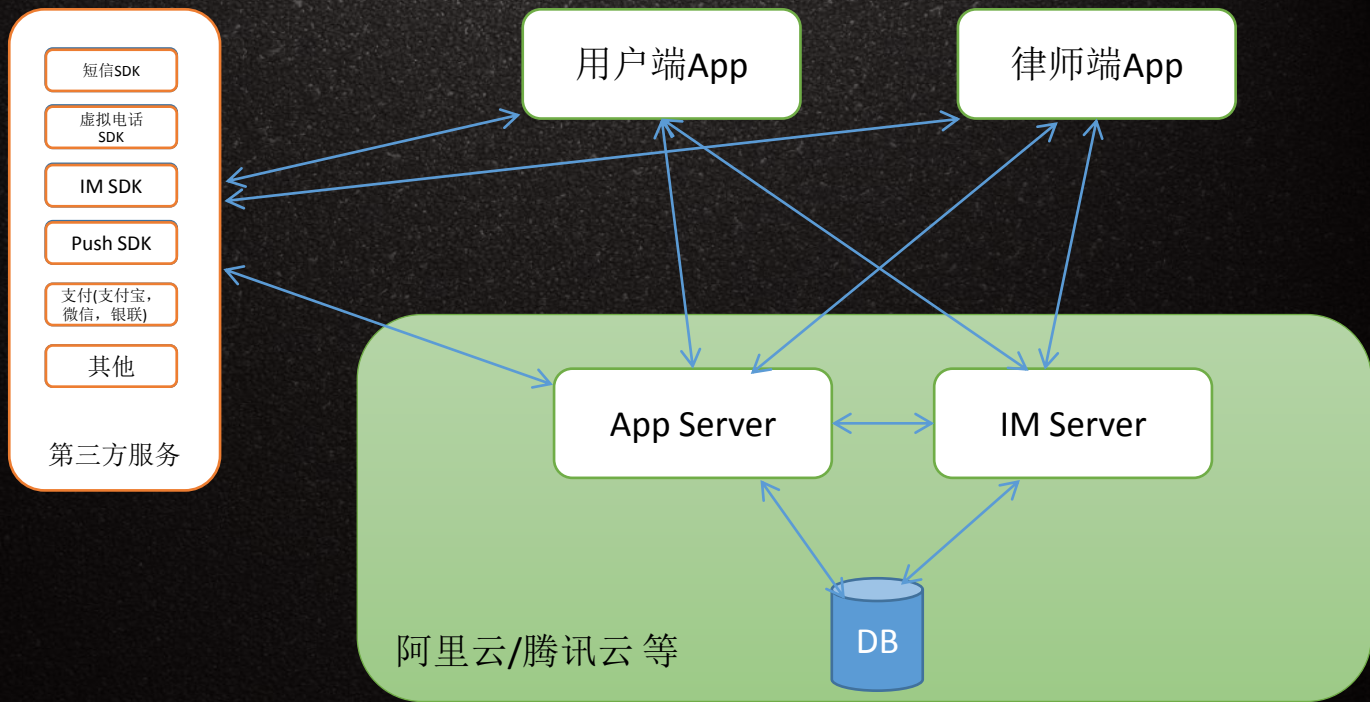 短信SDK
虚拟电话
SDK
IM SDK
Push SDK
支付(支付宝，
微信，银联)
其他
第三方服务
用户端App
律师端App
App Server
IM Server
DB
阿里云/腾讯云 等